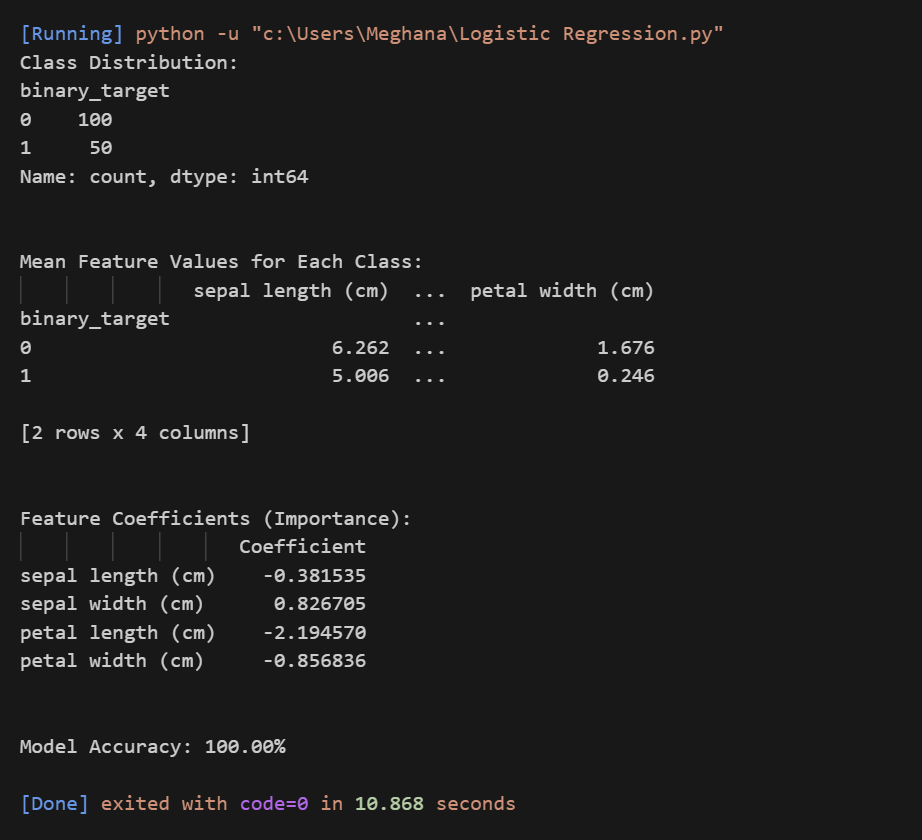 [Running] python -u "c:\Users\Meghana\Logistic Regression.py"
Class Distribution:
binary_target
0    100
1     50
Name: count, dtype: int64
Mean Feature Values for Each Class:
               sepal length (cm)  ...  petal width (cm)
binary_target                     ...
0                          6.262  ...             1.676
1                          5.006  ...             0.246
[2 rows x 4 columns]
Feature Coefficients (Importance):
                   Coefficient
sepal length (cm)    -0.381535
sepal width (cm)      0.826705
petal length (cm)    -2.194570
petal width (cm)     -0.856836
Model Accuracy: 100.00%
[Done] exited with code=0 in 10.868 seconds